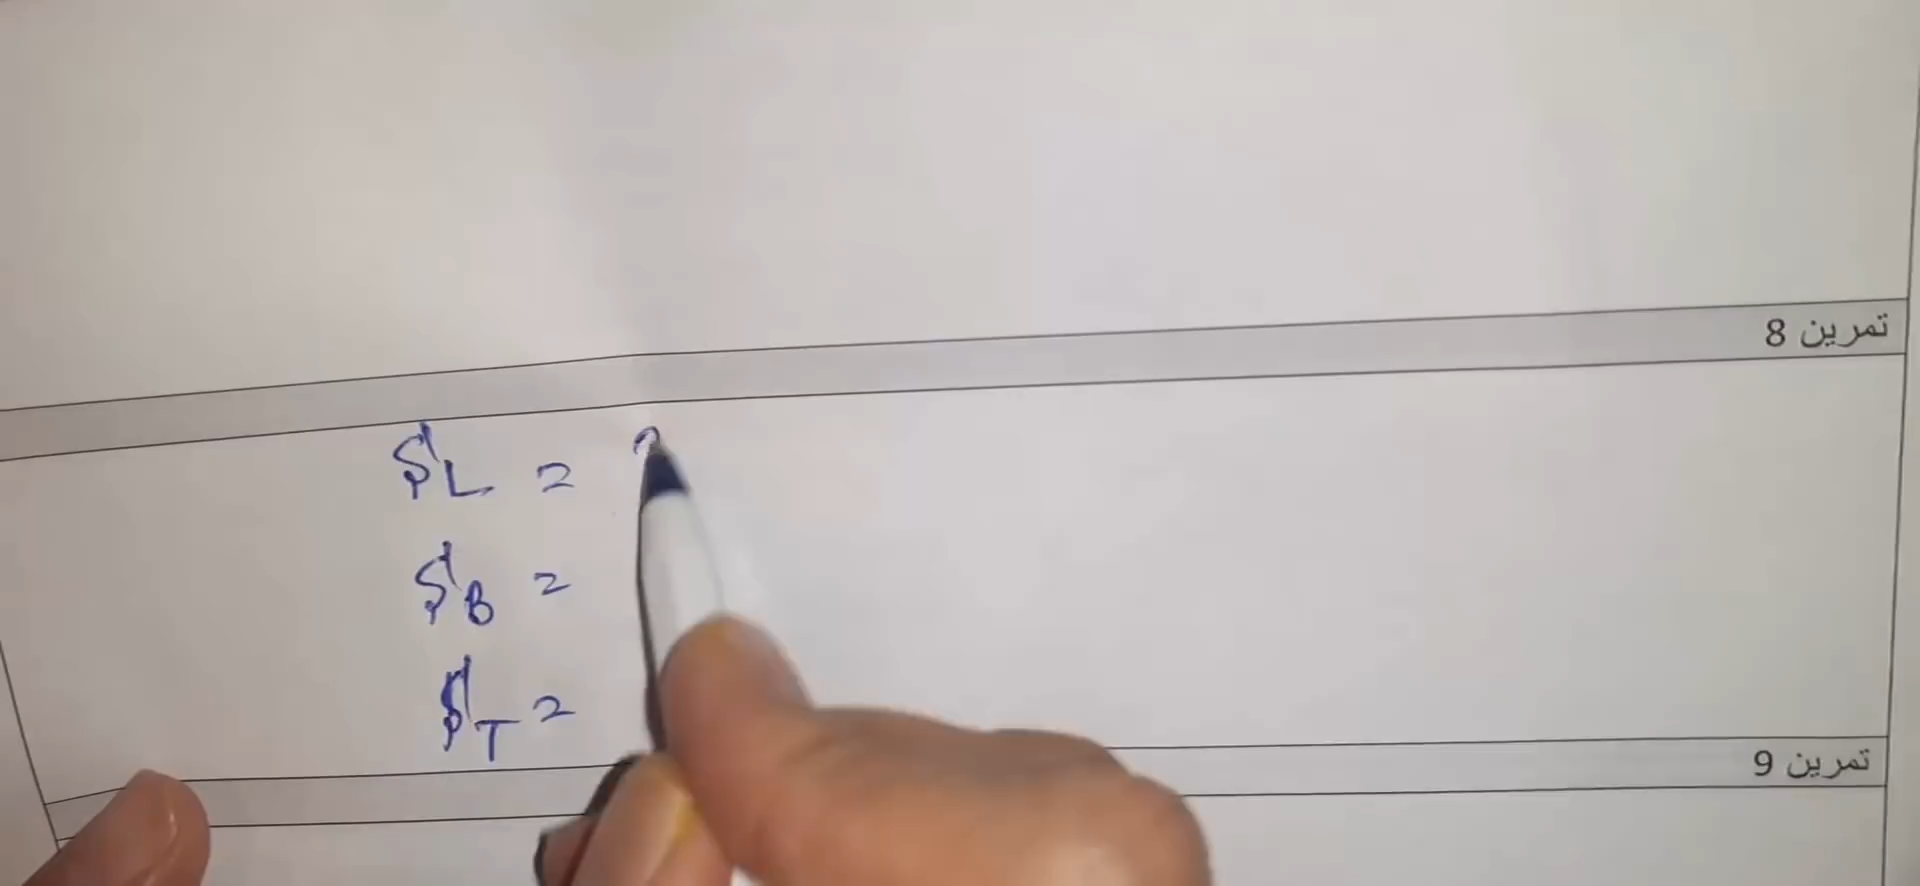 تمرين 8
$L =
$B =
$T =
تمرين 9